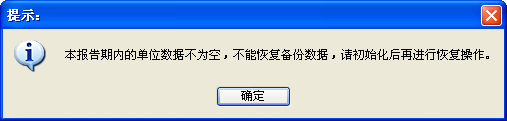 提示:
本报告期内的单位数据不为空，不能恢复备份数据，请初始化后再进行恢复操作。
确定